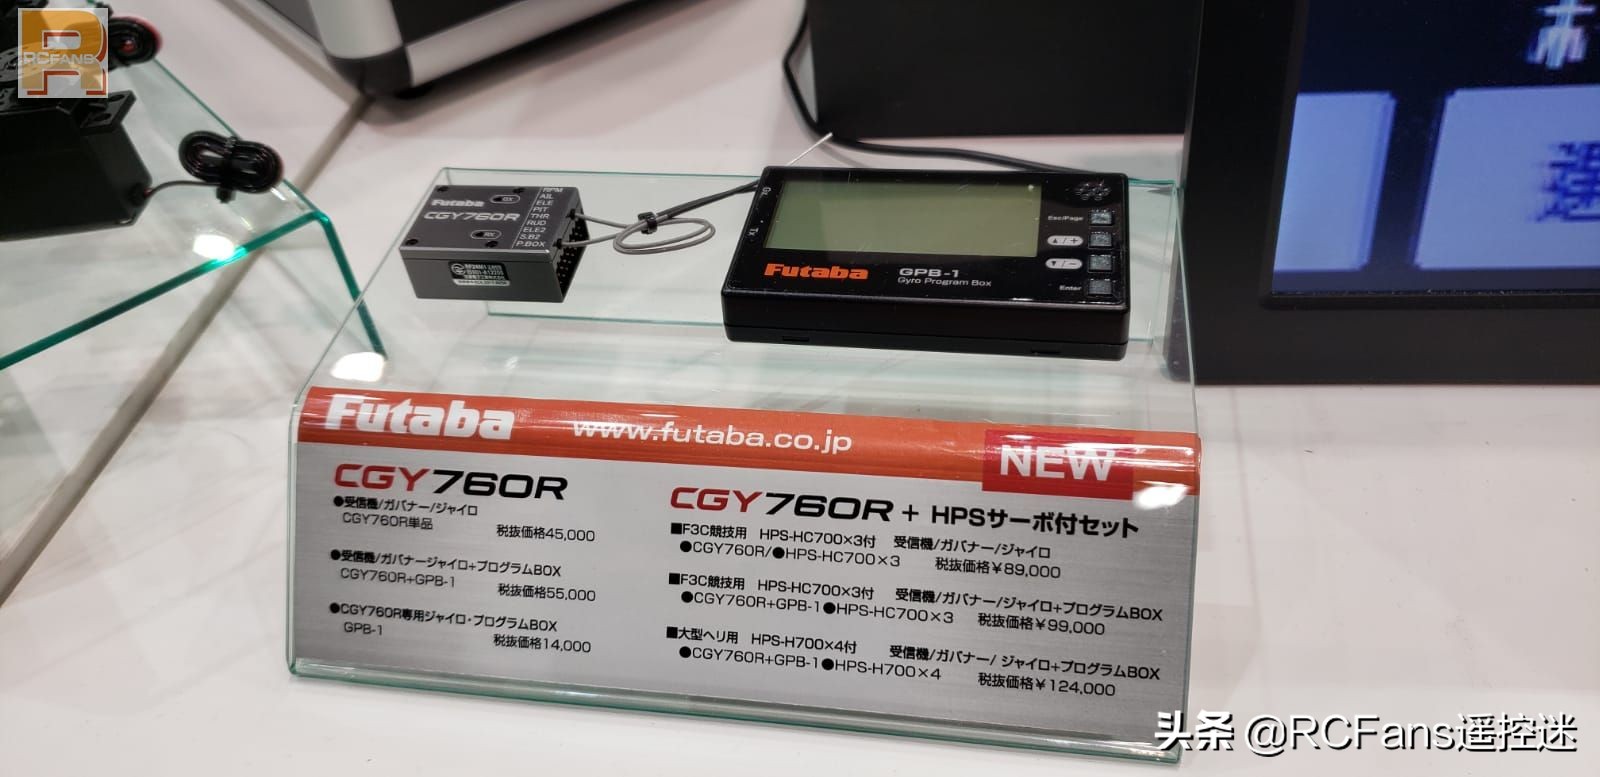 RCFANS
Futaba
GX
CGY760R
RX
RPM
AIL
ELE
PIT
THR
RUD
ELE2
S.B2
P.BOX
Gx
Tx
Esc/Page
▲/+
▼/−
Enter
Futaba
GPB-1
Gyro Program Box
Futaba
www.futaba.co.jp
NEW
CGY760R
●受信機/ガバナー/ジャイロ
CGY760R単品
税抜価格45,000
●受信機/ガバナージャイロ+プログラムBOX
CGY760R+GPB-1
税抜価格55,000
●CGY760R専用ジャイロ・プログラムBOX
GPB-1
税抜価格14,000
CGY760R + HPSサーボ付セット
■F3C競技用 HPS-HC700×3付 受信機/ガバナー/ジャイロ
●CGY760R/●HPS-HC700×3 税抜価格￥89,000
■F3C競技用 HPS-HC700×3付 受信機/ガバナー/ジャイロ+プログラムBOX
●CGY760R+GPB-1●HPS-HC700×3 税抜価格￥99,000
■大型ヘリ用 HPS-H700×4付 受信機/ガバナー/ ジャイロ+プログラムBOX
●CGY760R+GPB-1●HPS-H700×4 税抜価格￥124,000
头条 @RCFans遥控迷